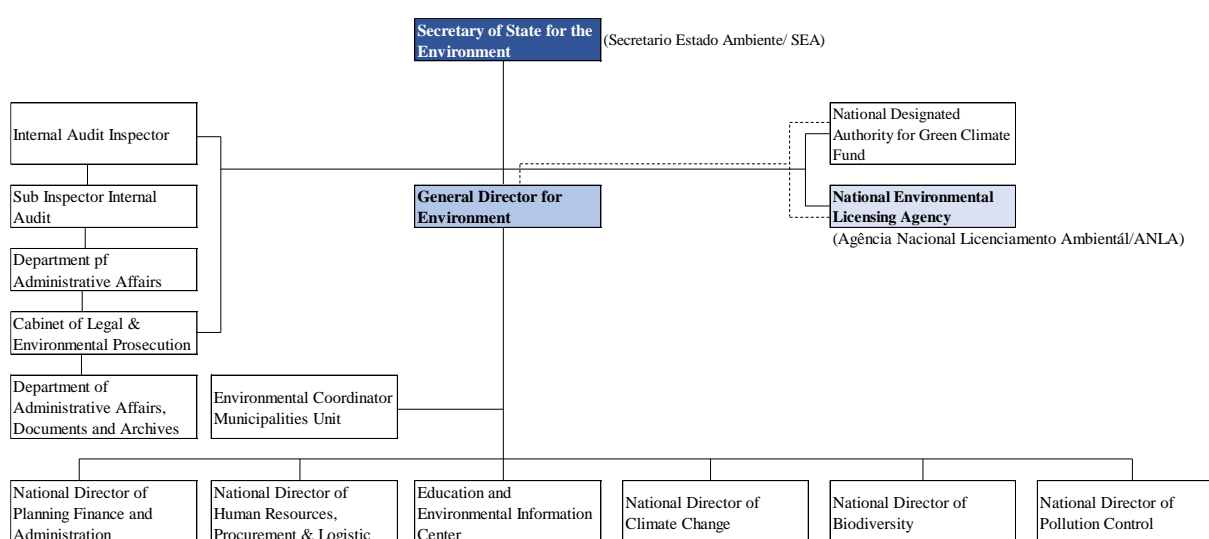 Secretary of State for the
Environment
(Secretario Estado Ambiente/ SEA)
Internal Audit Inspector
National Designated
Authority for Green Climate
Fund
Sub Inspector Internal
Audit
General Director for
Environment
National Environmental
Licensing Agency
(Agência Nacional Licenciamento Ambientál/ANLA)
Department pf
Administrative Affairs
Cabinet of Legal &
Environmental Prosecution
Department of
Administrative Affairs,
Documents and Archives
Environmental Coordinator
Municipalities Unit
National Director of
Planning Finance and
Administration
National Director of
Human Resources,
Procurement & Logistic
Education and
Environmental Information
Center
National Director of
Climate Change
National Director of
Biodiversity
National Director of
Pollution Control